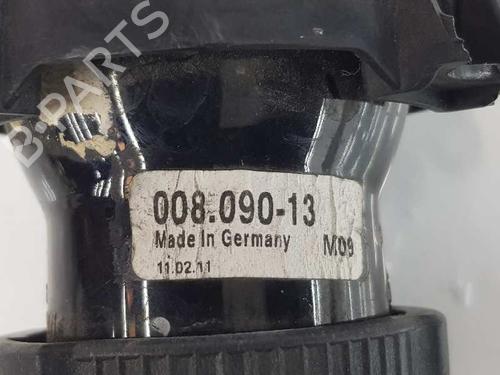 B-PARTS
008.090-13
Made In Germany M09
11.02.11